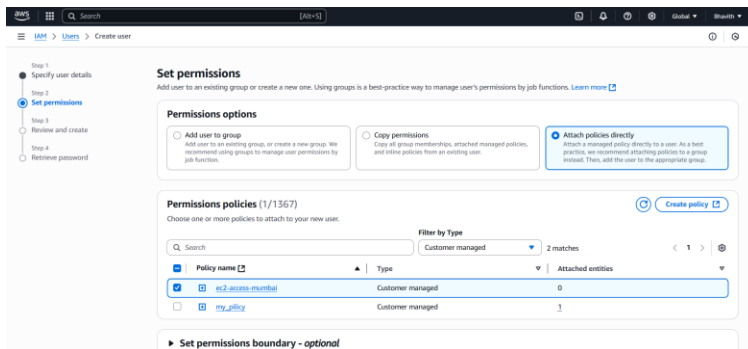 aws
Search
[Alt+S]
Global
Bhavith
IAM > Users > Create user
Step 1
Specify user details
Step 2
Set permissions
Step 3
Review and create
Step 4
Retrieve password
Set permissions
Add user to an existing group or create a new one. Using groups is a best-practice way to manage user's permissions by job functions. Learn more
Permissions options
Add user to group
Add user to an existing group, or create a new group. We
recommend using groups to manage user permissions by
job function.
Copy permissions
Copy all group memberships, attached managed policies,
and inline policies from an existing user.
Attach policies directly
Attach a managed policy directly to a user. As a best
practice, we recommend attaching policies to a group
instead. Then, add the user to the appropriate group.
Permissions policies (1/1367)
Create policy
Choose one or more policies to attach to your new user.
Filter by Type
Search
Customer managed
2 matches
< 1 >
Policy name
Type
Attached entities
ec2-access-mumbai
Customer managed
0
my_pilicy
Customer managed
1
Set permissions boundary - optional